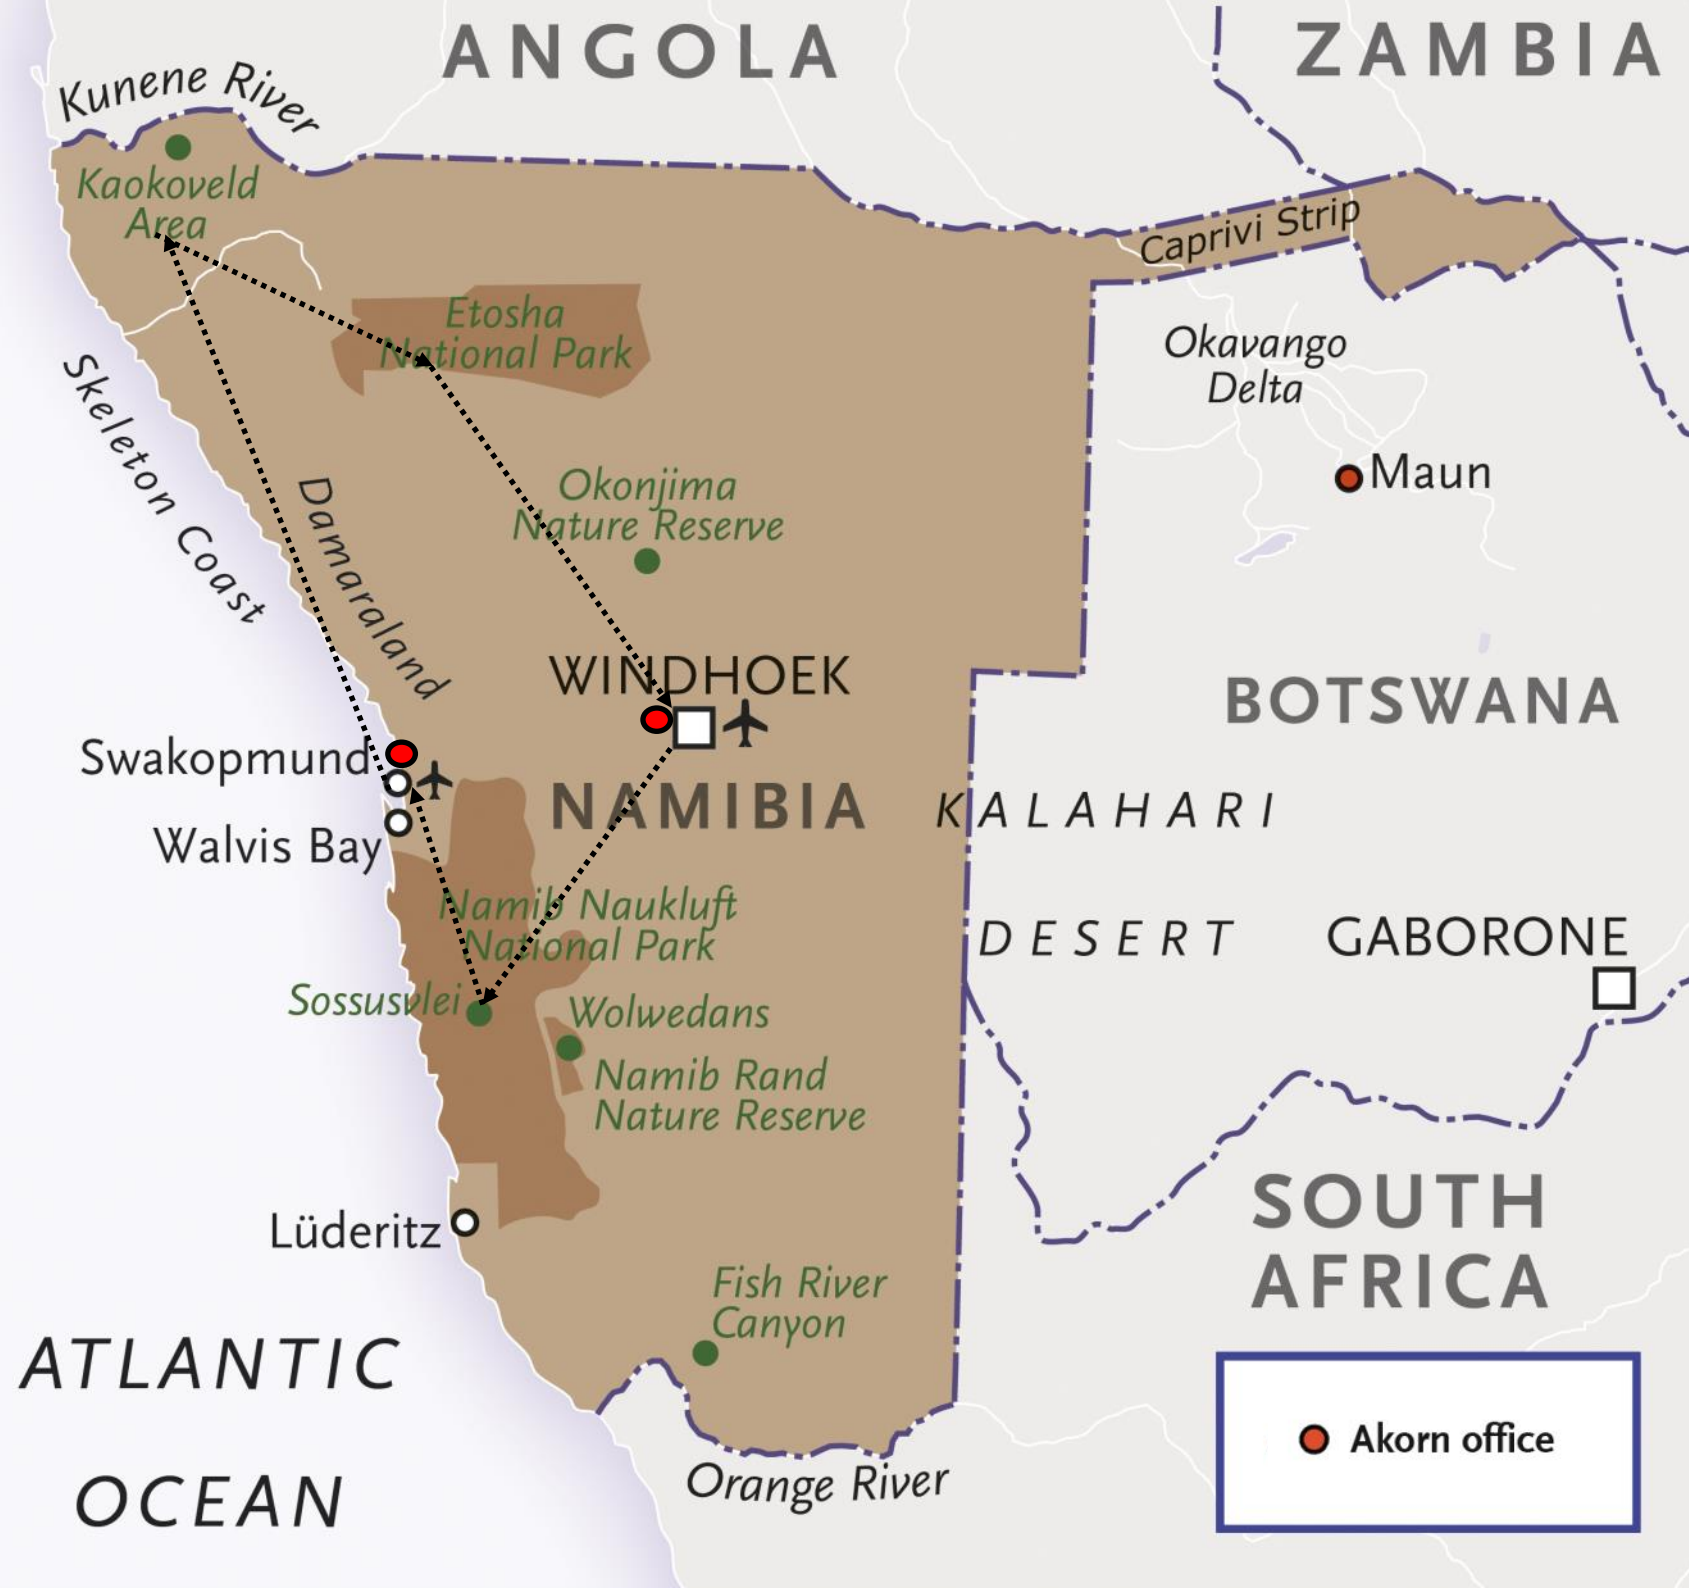 ANGOLA
ZAMBIA
Kunene River
Kaokoveld
Area
Caprivi Strip
Etosha
National Park
Okavango
Delta
Skeleton Coast
Maun
Damaraland
Okonjima
Nature Reserve
WINDHOEK
BOTSWANA
Swakopmund
NAMIBIA
KALAHARI
Walvis Bay
Namib Naukluft
National Park
DESERT
GABORONE
Sossusvlei
Wolwedans
Namib Rand
Nature Reserve
SOUTH
AFRICA
Lüderitz
Fish River
Canyon
ATLANTIC
OCEAN
Orange River
Akorn office